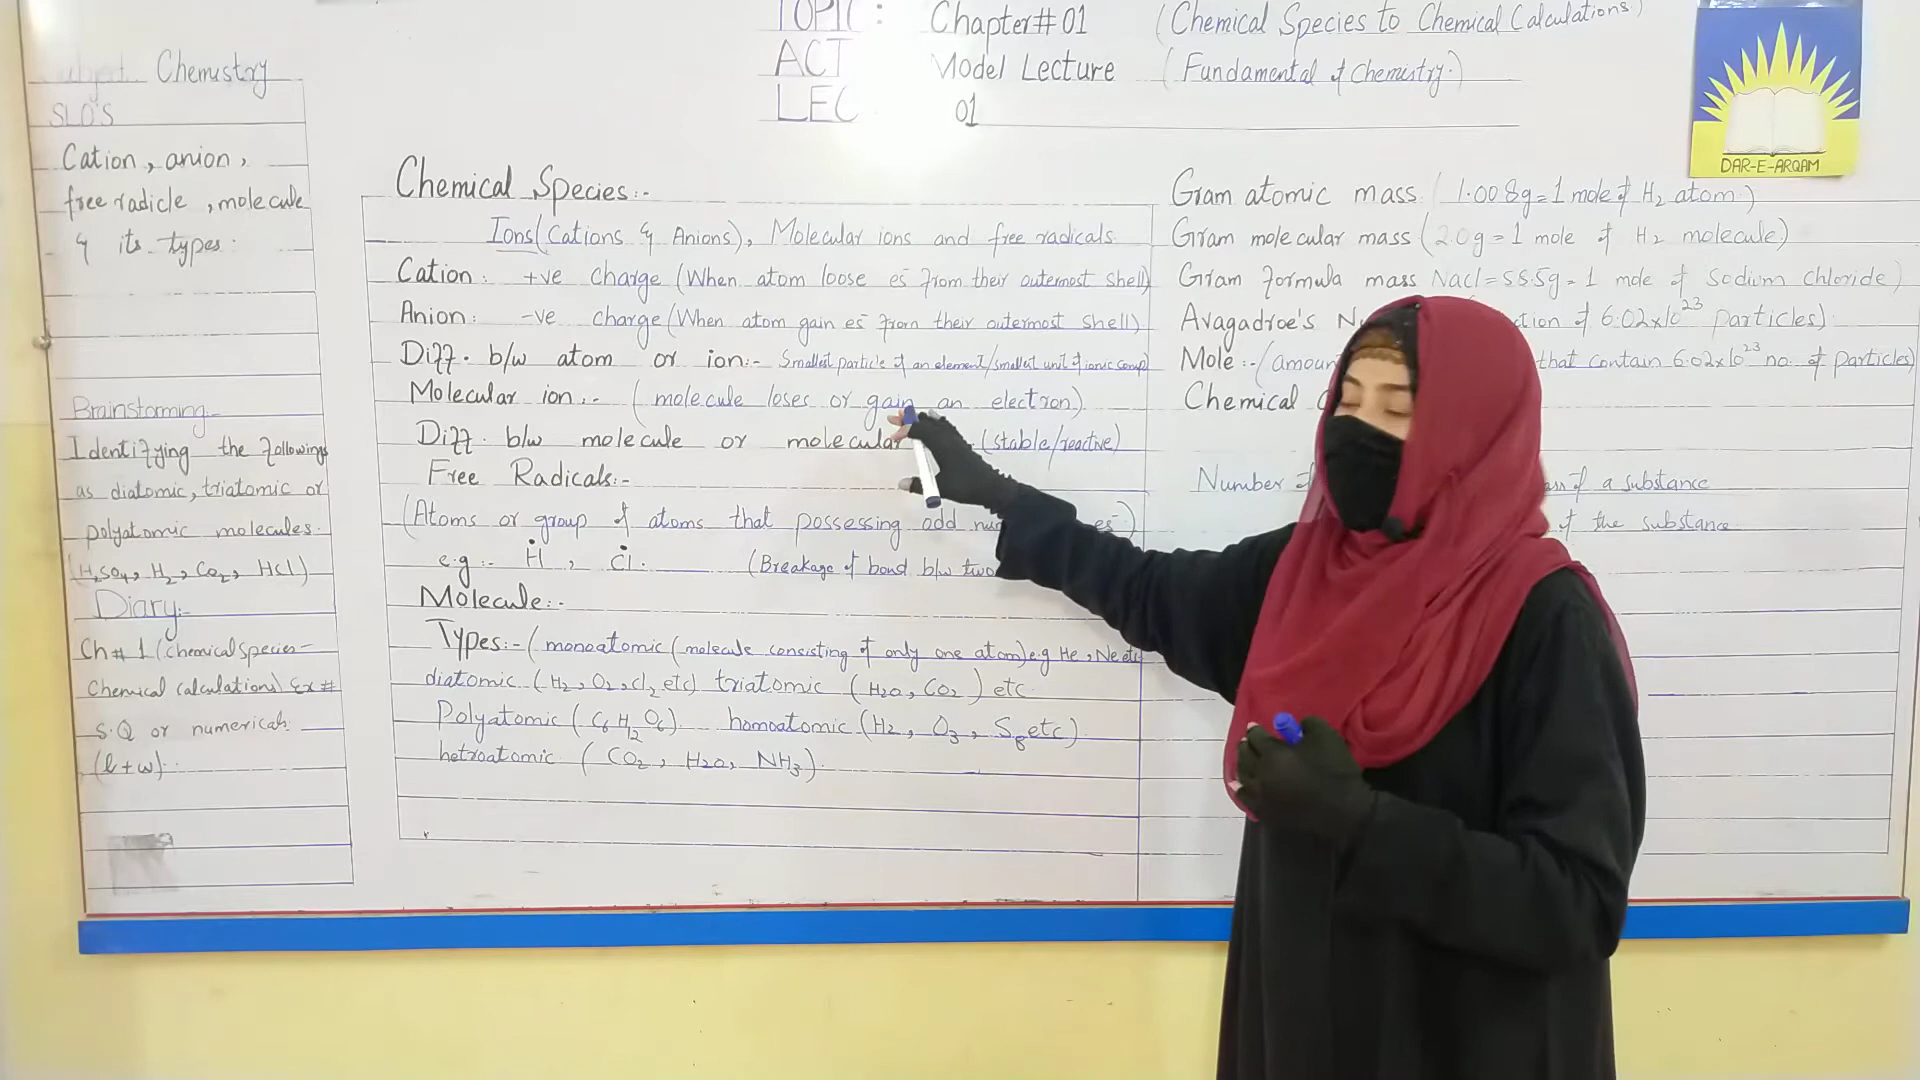 TOPIC: Chapter# 01 (Chemical Species to Chemical Calculations)
ACT Model Lecture (Fundamental of Chemistry.)
LEC 01
DAR-E-ARQAM
Subject Chemistry
SLO'S
Cation, anion,
free radicle, molecule
& its types:
Brainstorming:-
Identifying the followings
as diatomic, triatomic or
polyatomic molecules.
(H2SO4, H2, CO2, HCl)
Diary:-
Ch# 1 (Chemical Species-
Chemical Calculations) Ex#
S.Q or numericals:
(l+w).
Chemical Species:-
Ions (Cations & Anions), Molecular ions and free radicals.
Cation: +ve charge (When atom loose es̄ from their outermost shell)
Anion: -ve charge (When atom gain es̄ from their outermost shell)
Diff. b/w atom or ion:- Smallest particle of an element/smallest unit of ionic comp
Molecular ion:- (molecule loses or gain an electron)
Diff. b/w molecule or molecular (stable/reactive)
Free Radicals:-
(Atoms or group of atoms that possessing odd es̄)
e.g:- Ḣ, Ċl. (Breakage of bond b/w two
Molecule:-
Types:- (monoatomic (molecule consisting of only one atom) e.g He, Ne etc
diatomic (H2, O2, Cl2 etc) triatomic (H2O, CO2) etc
Polyatomic (C6H12O6) homoatomic (H2, O3, S8 etc)
hetroatomic (CO2, H2O, NH3).
Gram atomic mass (1.008g = 1 mole of H2 atom.)
Gram molecular mass (2.0g = 1 mole of H2 molecule)
Gram formula mass NaCl = 58.5g = 1 mole of Sodium Chloride)
Avagadroe's ction of 6.02x10^23 particles).
Mole:- (amoun that contain 6.02x10^23 no. of particles)
Chemical
Number of a substance
of the substance